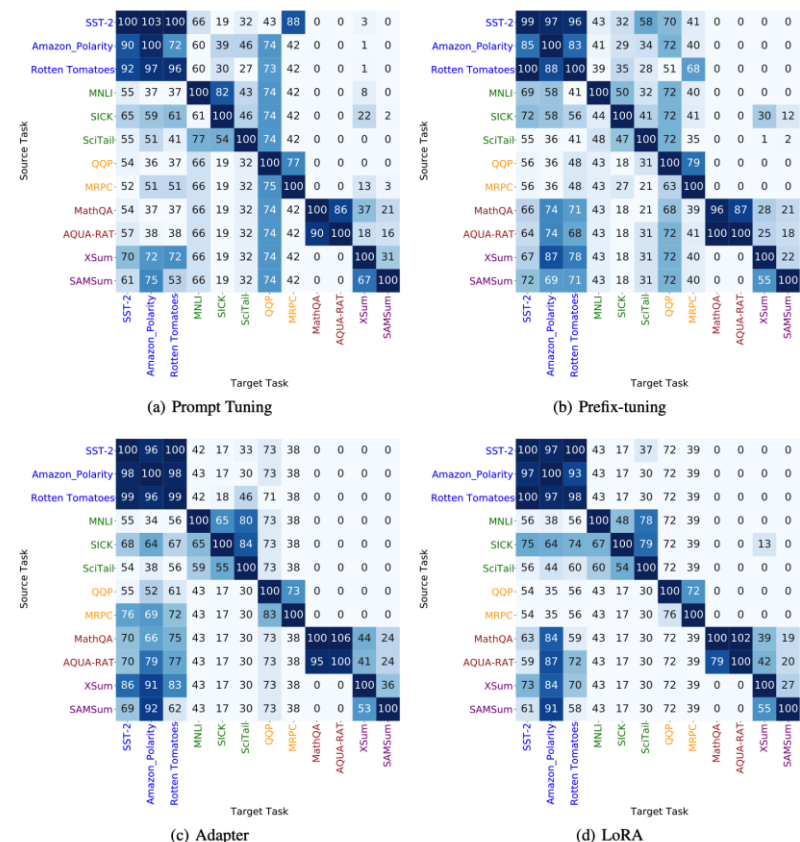 SST-2 100 103 100 66 19 32 43 88 0 0 3 0
Amazon_Polarity 90 100 72 60 39 46 74 42 0 0 1 0
Rotten Tomatoes 92 97 96 60 30 27 73 42 0 0 1 0
MNLI 55 37 37 100 82 43 74 42 0 0 8 0
SICK 65 59 61 61 100 46 74 42 0 0 22 2
SciTail 55 51 41 77 54 100 74 42 0 0 0 0
QQP 54 36 37 66 19 32 100 77 0 0 0 0
MRPC 52 51 51 66 19 32 75 100 0 0 13 3
MathQA 54 37 37 66 19 32 74 42 100 86 37 21
AQUA-RAT 57 38 38 66 19 32 74 42 90 100 18 16
XSum 70 72 72 66 19 32 74 42 0 0 100 31
SAMSum 61 75 53 66 19 32 74 42 0 0 67 100
Source Task
SST-2 Amazon_Polarity Rotten Tomatoes MNLI SICK SciTail QQP MRPC MathQA AQUA-RAT XSum SAMSum
Target Task
(a) Prompt Tuning
SST-2 99 97 96 43 32 58 70 41 0 0 0 0
Amazon_Polarity 85 100 83 41 29 34 72 40 0 0 0 0
Rotten Tomatoes 100 88 100 39 35 28 51 68 0 0 0 0
MNLI 69 58 41 100 50 32 72 40 0 0 0 0
SICK 72 58 56 44 100 41 72 40 0 0 30 12
SciTail 35 36 41 48 47 100 72 35 0 0 1 2
QQP 56 36 48 43 18 31 100 79 0 0 0 0
MRPC 56 36 48 43 27 21 63 100 0 0 0 0
MathQA 66 74 71 43 18 21 68 39 96 87 28 21
AQUA-RAT 64 74 68 43 18 31 72 41 100 100 25 18
XSum 67 87 78 43 18 31 72 40 0 0 100 22
SAMSum 72 69 71 43 18 31 72 40 0 0 55 100
Source Task
SST-2 Amazon_Polarity Rotten Tomatoes MNLI SICK SciTail QQP MRPC MathQA AQUA-RAT XSum SAMSum
Target Task
(b) Prefix-tuning
SST-2 100 96 100 42 17 33 73 38 0 0 0 0
Amazon_Polarity 98 100 98 43 17 30 73 38 0 0 0 0
Rotten Tomatoes 99 96 99 42 18 46 71 38 0 0 0 0
MNLI 55 34 56 100 65 80 73 38 0 0 0 0
SICK 68 64 67 65 100 84 73 38 0 0 0 0
SciTail 54 38 56 59 55 100 73 38 0 0 0 0
QQP 55 52 61 43 17 30 100 73 0 0 0 0
MRPC 76 69 72 43 17 30 83 100 0 0 0 0
MathQA 70 66 75 43 17 30 73 38 100 106 44 24
AQUA-RAT 70 79 77 43 17 30 73 38 95 100 41 24
XSum 86 91 83 43 17 30 73 38 0 0 100 36
SAMSum 69 92 62 43 17 30 73 38 0 0 53 100
Source Task
SST-2 Amazon_Polarity Rotten Tomatoes MNLI SICK SciTail QQP MRPC MathQA AQUA-RAT XSum SAMSum
Target Task
(c) Adapter
SST-2 100 97 100 43 17 37 72 39 0 0 0 0
Amazon_Polarity 97 100 93 43 17 30 72 39 0 0 0 0
Rotten Tomatoes 100 97 98 43 17 30 72 39 0 0 0 0
MNLI 56 38 56 100 48 78 72 39 0 0 0 0
SICK 75 64 74 67 100 79 72 39 0 0 13 0
SciTail 56 44 60 60 54 100 72 39 0 0 0 0
QQP 54 35 56 43 17 30 100 72 0 0 0 0
MRPC 54 35 56 43 17 30 76 100 0 0 0 0
MathQA 63 84 59 43 17 30 72 39 100 102 39 19
AQUA-RAT 59 87 72 43 17 30 72 39 79 100 42 20
XSum 73 84 70 43 17 30 72 39 0 0 100 27
SAMSum 61 91 58 43 17 30 72 39 0 0 55 100
Source Task
SST-2 Amazon_Polarity Rotten Tomatoes MNLI SICK SciTail QQP MRPC MathQA AQUA-RAT XSum SAMSum
Target Task
(d) LoRA